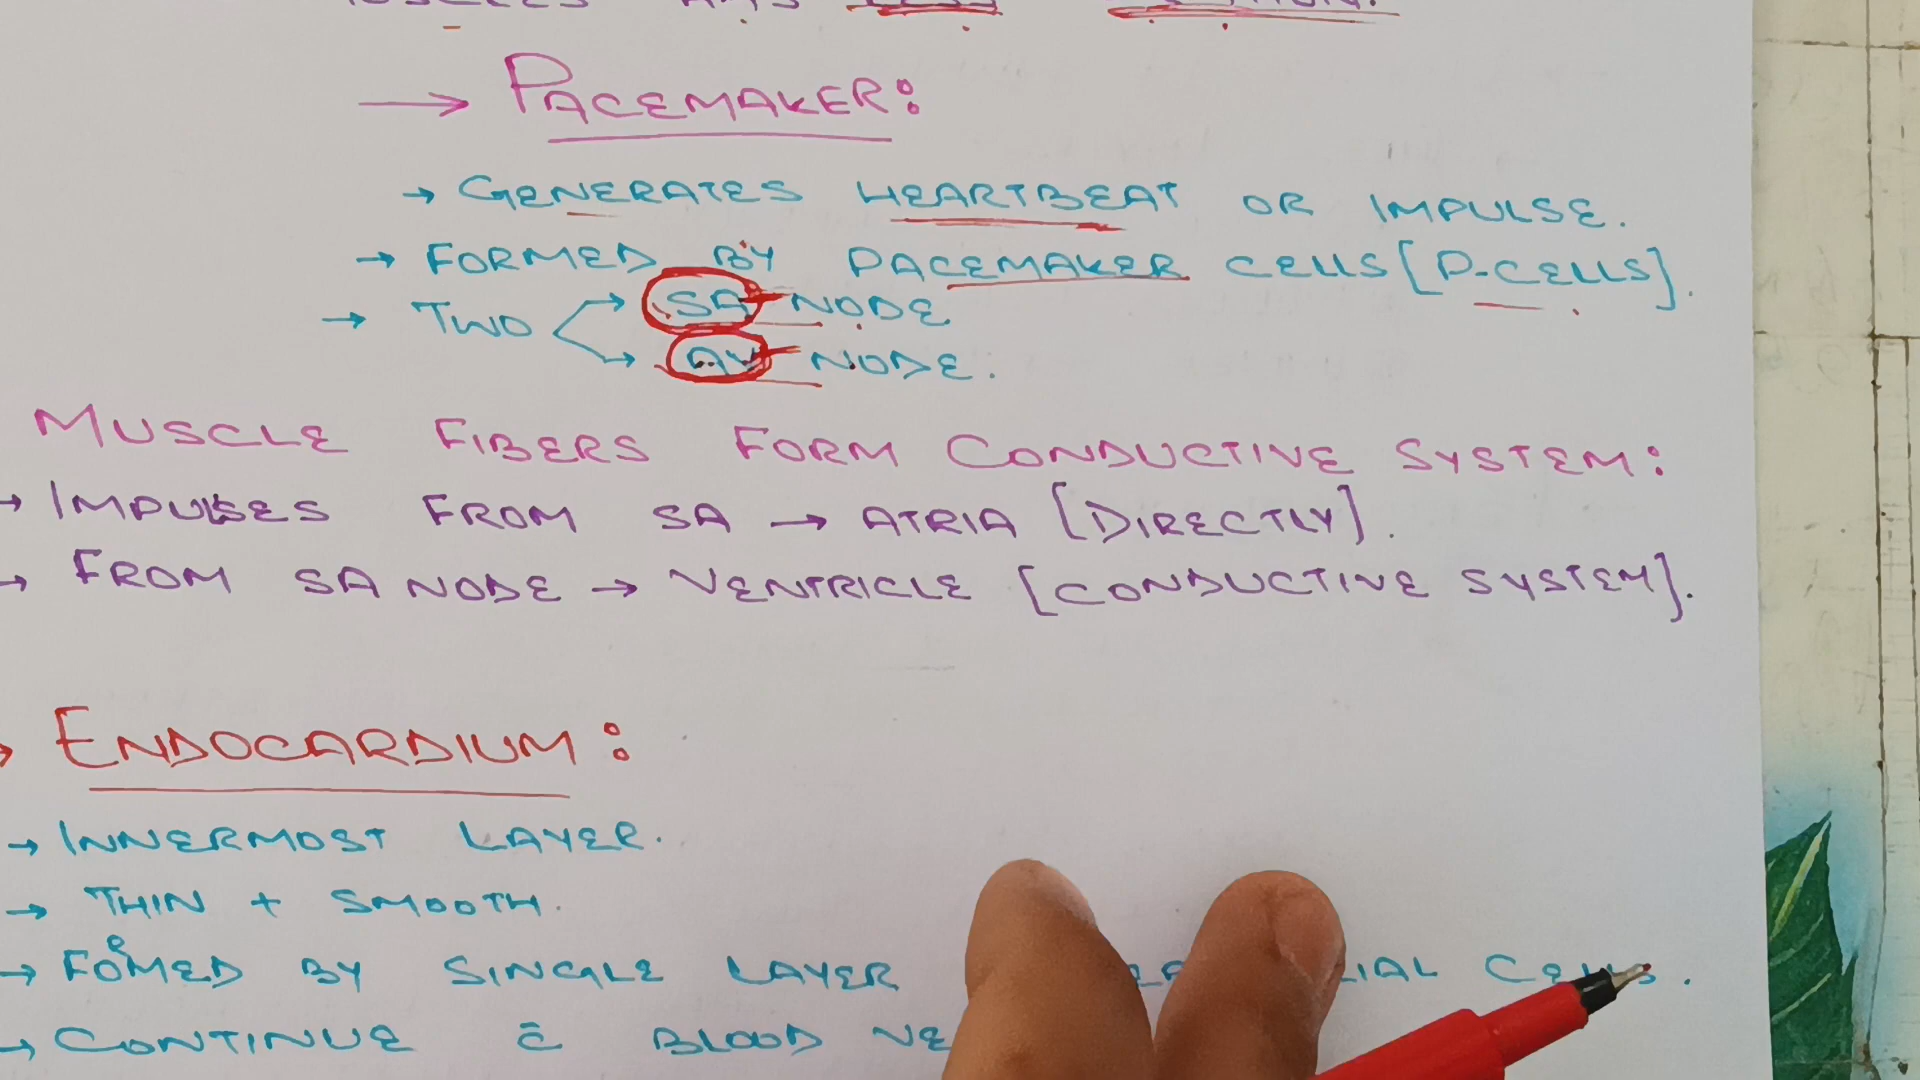 → PACEMAKER:
→ GENERATES HEARTBEAT OR IMPULSE.
→ FORMED BY PACEMAKER CELLS [P-CELLS].
→ TWO → SA - NODE
→ AV - NODE.
MUSCLE FIBERS FORM CONDUCTIVE SYSTEM:
→ IMPULSES FROM SA → ATRIA [DIRECTLY].
→ FROM SA NODE → VENTRICLE [CONDUCTIVE SYSTEM].
→ ENDOCARDIUM:
→ INNERMOST LAYER.
→ THIN + SMOOTH.
→ FORMED BY SINGLE LAYER CELLS.
→ CONTINUE C̄ BLOOD